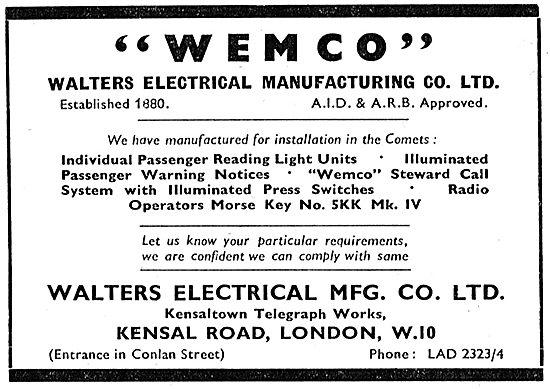 “WEMCO”
WALTERS ELECTRICAL MANUFACTURING CO. LTD.
Established 1880. A.I.D. & A.R.B. Approved.
We have manufactured for installation in the Comets :
Individual Passenger Reading Light Units · Illuminated
Passenger Warning Notices · "Wemco" Steward Call
System with Illuminated Press Switches · Radio
Operators Morse Key No. 5KK Mk. IV
Let us know your particular requirements,
we are confident we can comply with same
WALTERS ELECTRICAL MFG. CO. LTD.
Kensaltown Telegraph Works,
KENSAL ROAD, LONDON, W.10
(Entrance in Conlan Street) Phone : LAD 2323/4